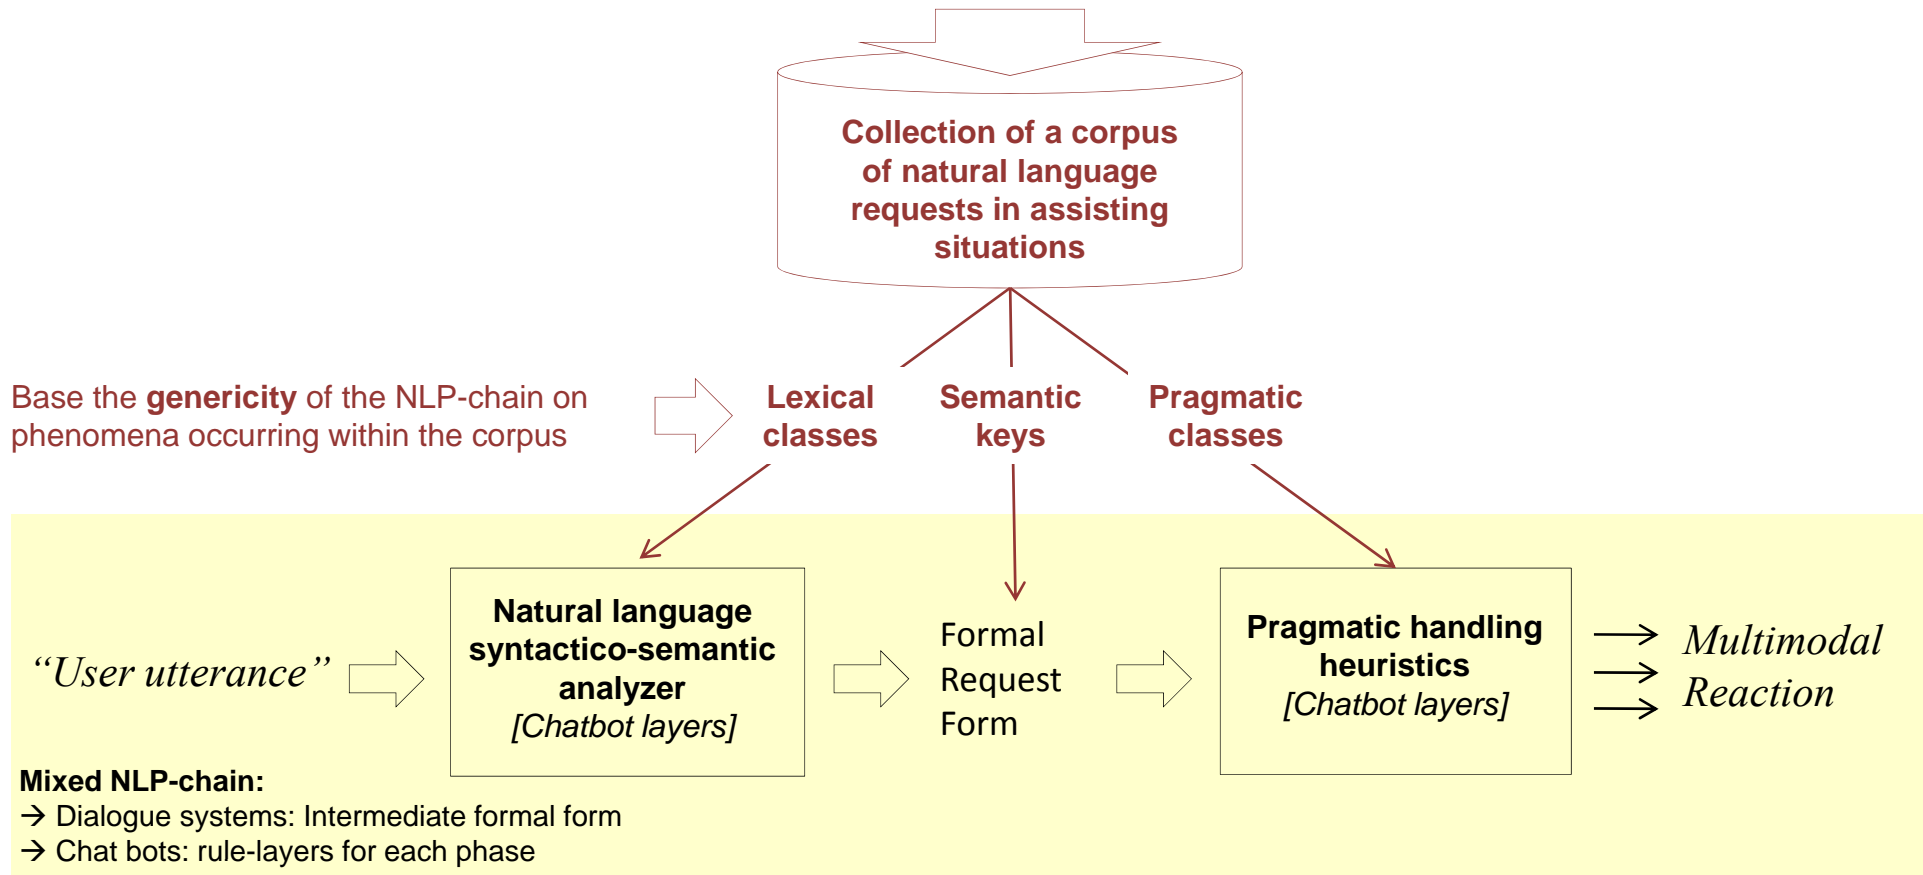 Collection of a corpus
of natural language
requests in assisting
situations
Base the genericity of the NLP-chain on
phenomena occurring within the corpus
Lexical
classes
Semantic
keys
Pragmatic
classes
“User utterance”
Natural language
syntactico-semantic
analyzer
[Chatbot layers]
Formal
Request
Form
Pragmatic handling
heuristics
[Chatbot layers]
Multimodal
Reaction
Mixed NLP-chain:
→ Dialogue systems: Intermediate formal form
→ Chat bots: rule-layers for each phase